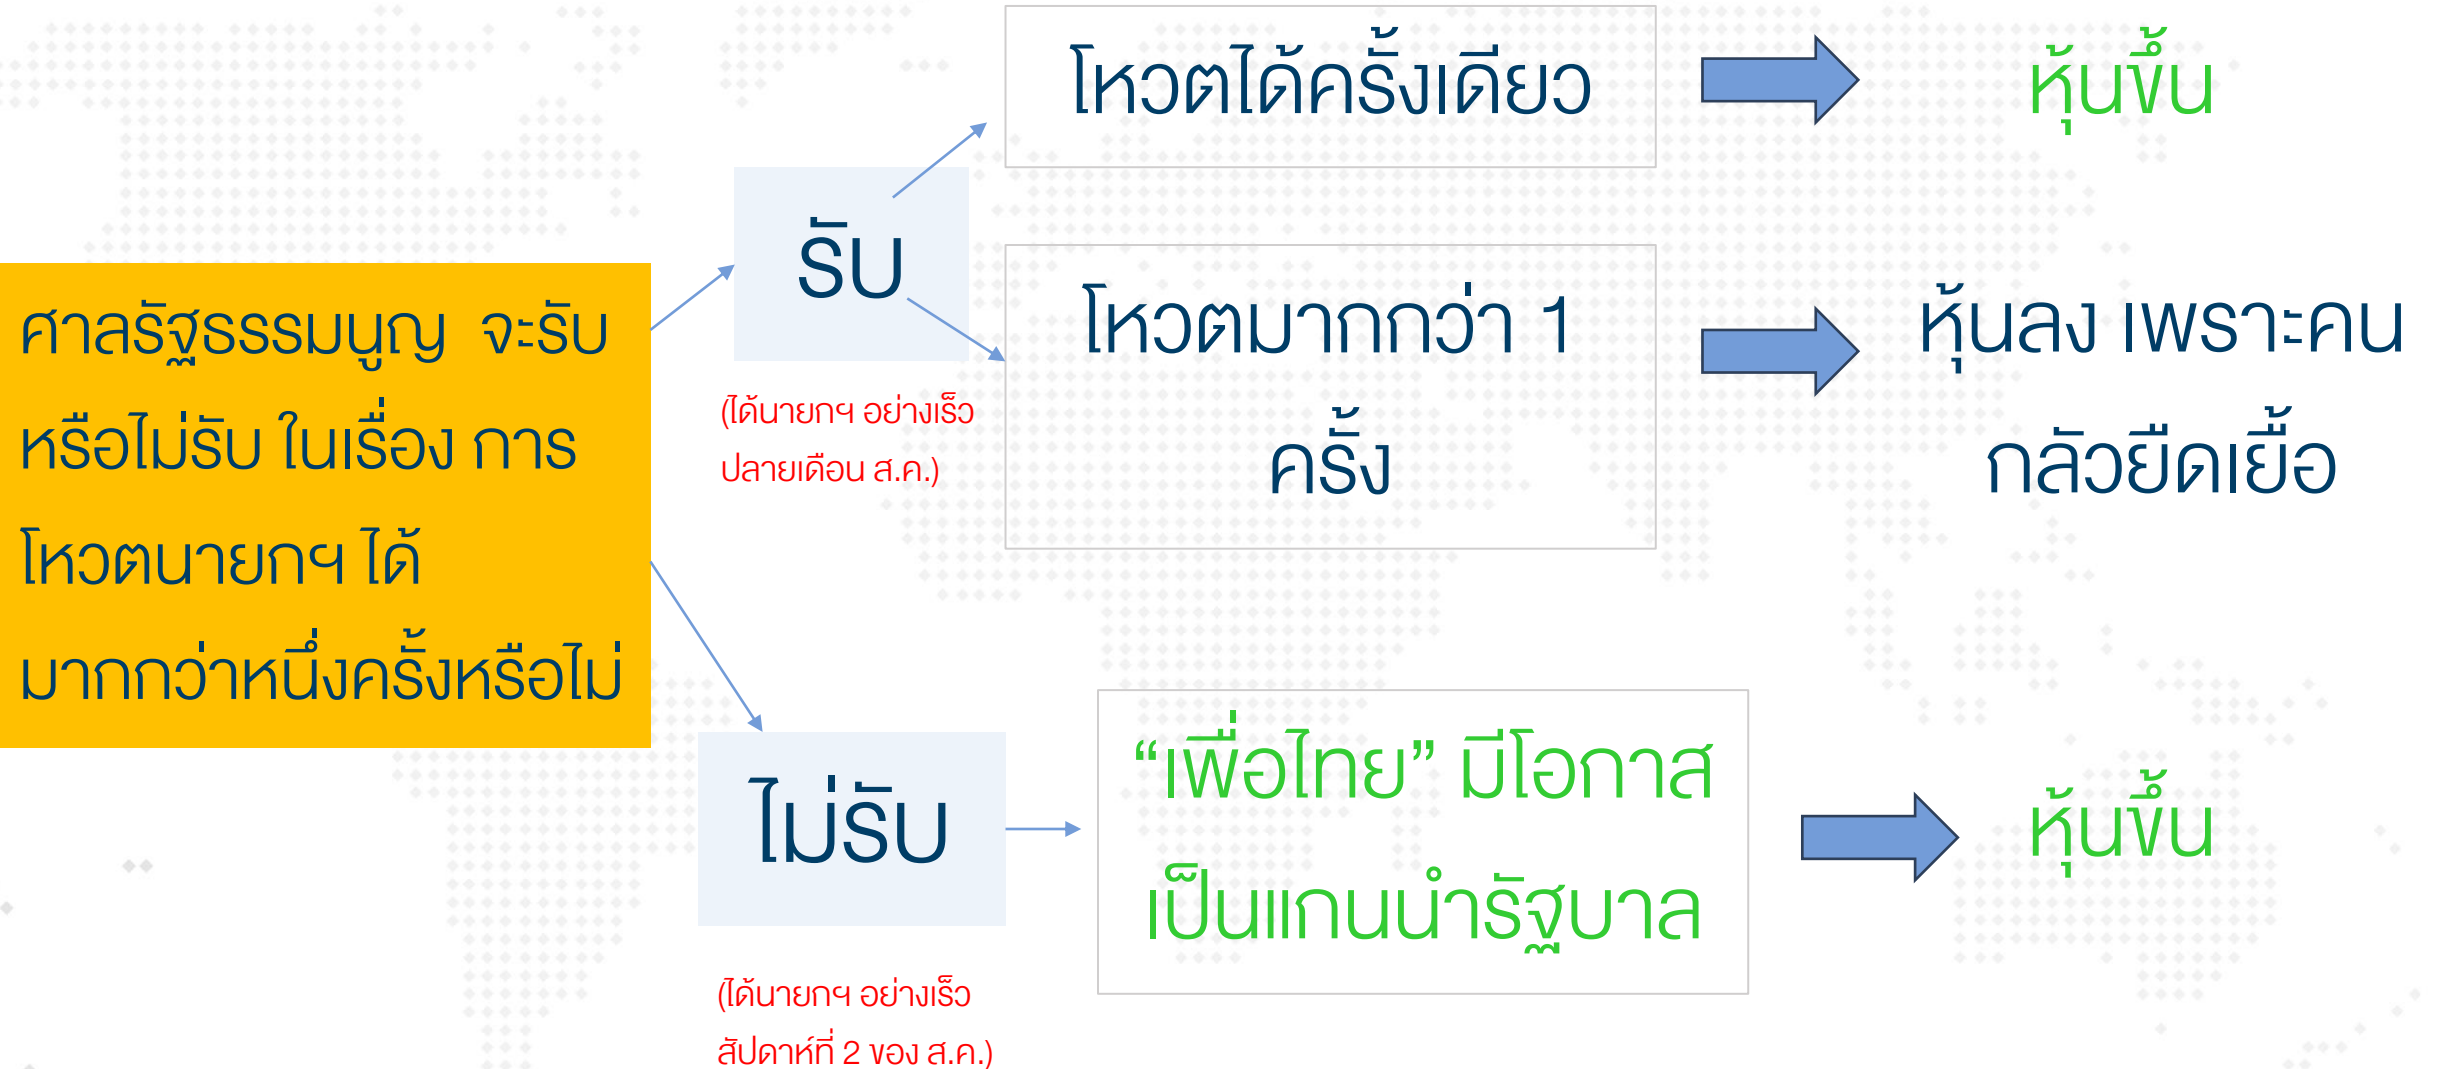 ศาลรัฐธรรมนูญ จะรับ
หรือไม่รับ ในเรื่อง การ
โหวตนายกฯ ได้
มากกว่าหนึ่งครั้งหรือไม่
รับ
(ได้นายกฯ อย่างเร็ว
ปลายเดือน ส.ค.)
โหวตได้ครั้งเดียว
หุ้นขึ้น
โหวตมากกว่า 1
ครั้ง
หุ้นลง เพราะคน
กลัวยืดเยื้อ
ไม่รับ
(ได้นายกฯ อย่างเร็ว
สัปดาห์ที่ 2 ของ ส.ค.)
“เพื่อไทย” มีโอกาส
เป็นแกนนำรัฐบาล
หุ้นขึ้น